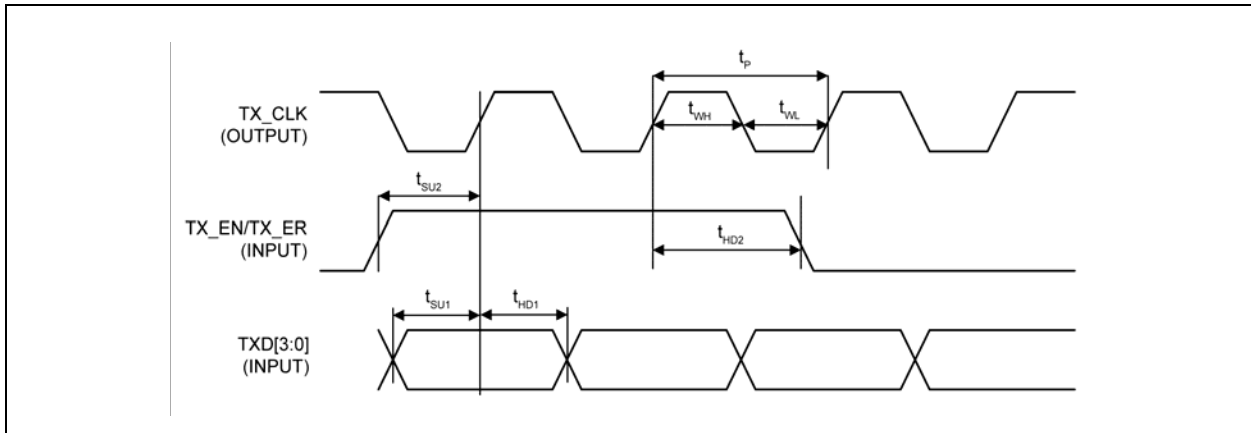 t_P
TX_CLK
(OUTPUT)
t_WH
t_WL
t_SU2
TX_EN/TX_ER
(INPUT)
t_HD2
t_SU1
t_HD1
TXD[3:0]
(INPUT)